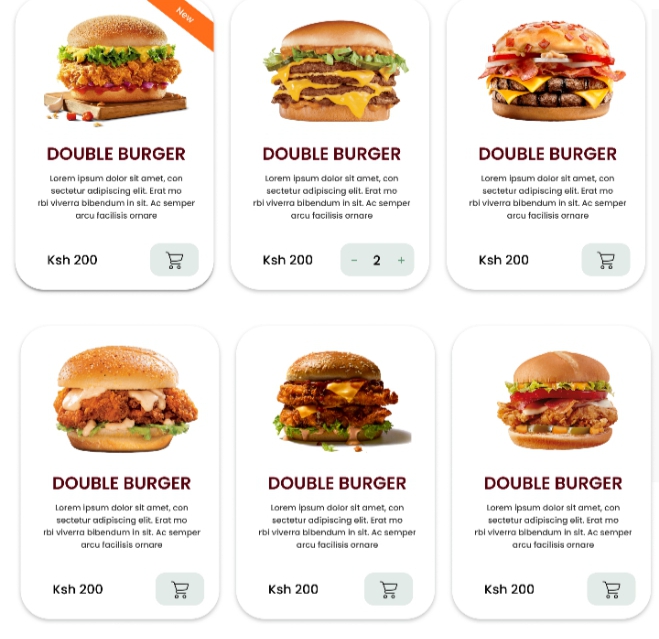 New
DOUBLE BURGER
Lorem ipsum dolor sit amet, con
sectetur adipiscing elit. Erat mo
rbi viverra bibendum in sit. Ac semper
arcu facilisis ornare
Ksh 200
DOUBLE BURGER
Lorem ipsum dolor sit amet, con
sectetur adipiscing elit. Erat mo
rbi viverra bibendum in sit. Ac semper
arcu facilisis ornare
Ksh 200
- 2 +
DOUBLE BURGER
Lorem ipsum dolor sit amet, con
sectetur adipiscing elit. Erat mo
rbi viverra bibendum in sit. Ac semper
arcu facilisis ornare
Ksh 200
DOUBLE BURGER
Lorem ipsum dolor sit amet, con
sectetur adipiscing elit. Erat mo
rbi viverra bibendum in sit. Ac semper
arcu facilisis ornare
Ksh 200
DOUBLE BURGER
Lorem ipsum dolor sit amet, con
sectetur adipiscing elit. Erat mo
rbi viverra bibendum in sit. Ac semper
arcu facilisis ornare
Ksh 200
DOUBLE BURGER
Lorem ipsum dolor sit amet, con
sectetur adipiscing elit. Erat mo
rbi viverra bibendum in sit. Ac semper
arcu facilisis ornare
Ksh 200